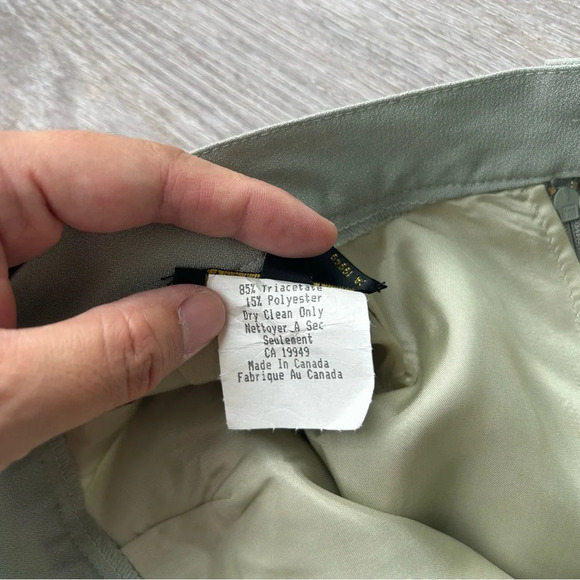 85% Triacetate
15% Polyester
Dry Clean Only
Nettoyer A Sec
Seulement
CA 19949
Made In Canada
Fabrique Au Canada